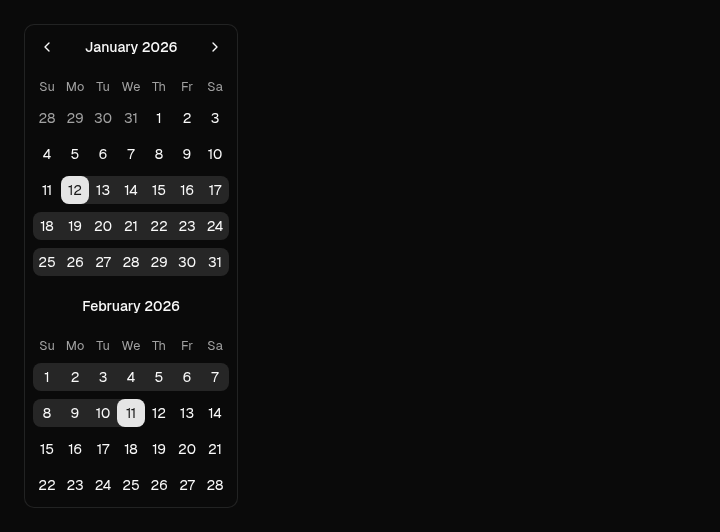 January 2026
Su Mo Tu We Th Fr Sa
28 29 30 31 1 2 3
4 5 6 7 8 9 10
11 12 13 14 15 16 17
18 19 20 21 22 23 24
25 26 27 28 29 30 31
February 2026
Su Mo Tu We Th Fr Sa
1 2 3 4 5 6 7
8 9 10 11 12 13 14
15 16 17 18 19 20 21
22 23 24 25 26 27 28